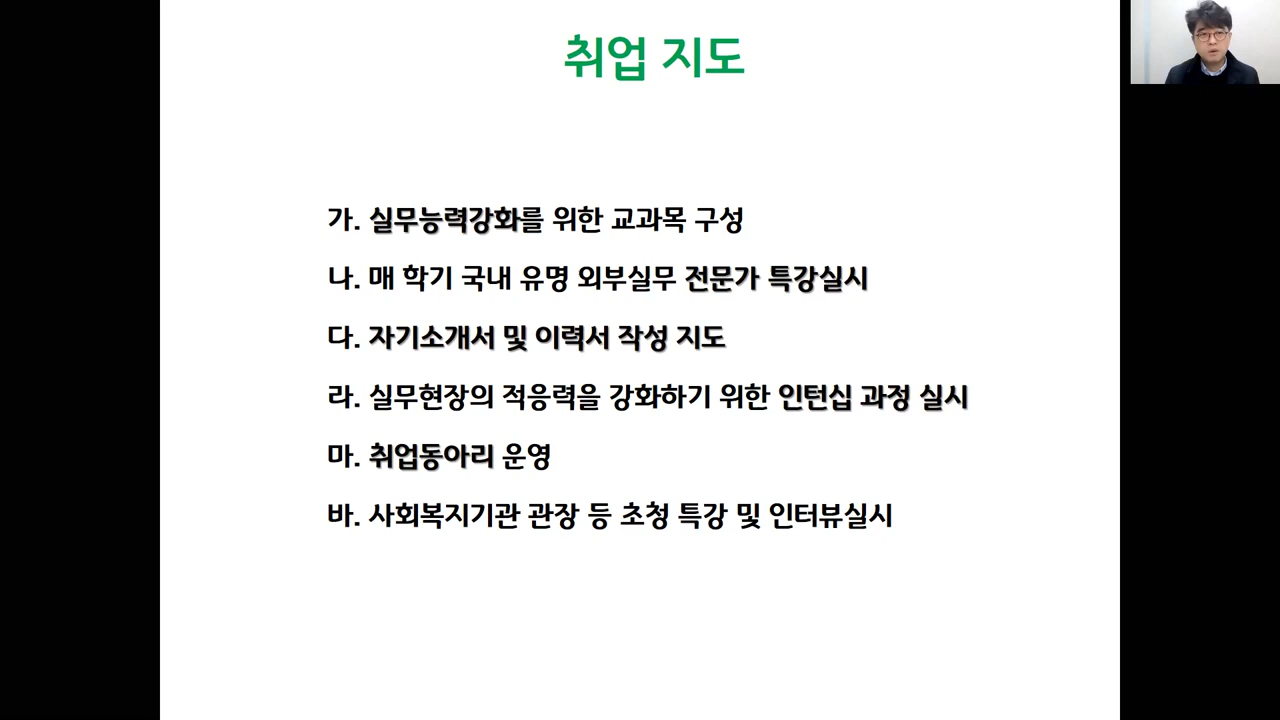 취업 지도
가. 실무능력강화를 위한 교과목 구성
나. 매 학기 국내 유명 외부실무 전문가 특강실시
다. 자기소개서 및 이력서 작성 지도
라. 실무현장의 적응력을 강화하기 위한 인턴십 과정 실시
마. 취업동아리 운영
바. 사회복지기관 관장 등 초청 특강 및 인터뷰실시